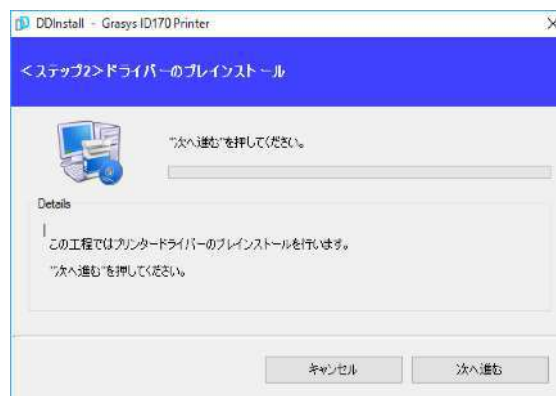 DDInstall - Grasys ID170 Printer
＜ステップ2＞ドライバーのプレインストール
"次へ進む"を押してください。
Details
この工程ではプリンタードライバーのプレインストールを行います。
"次へ進む"を押してください。
キャンセル
次へ進む